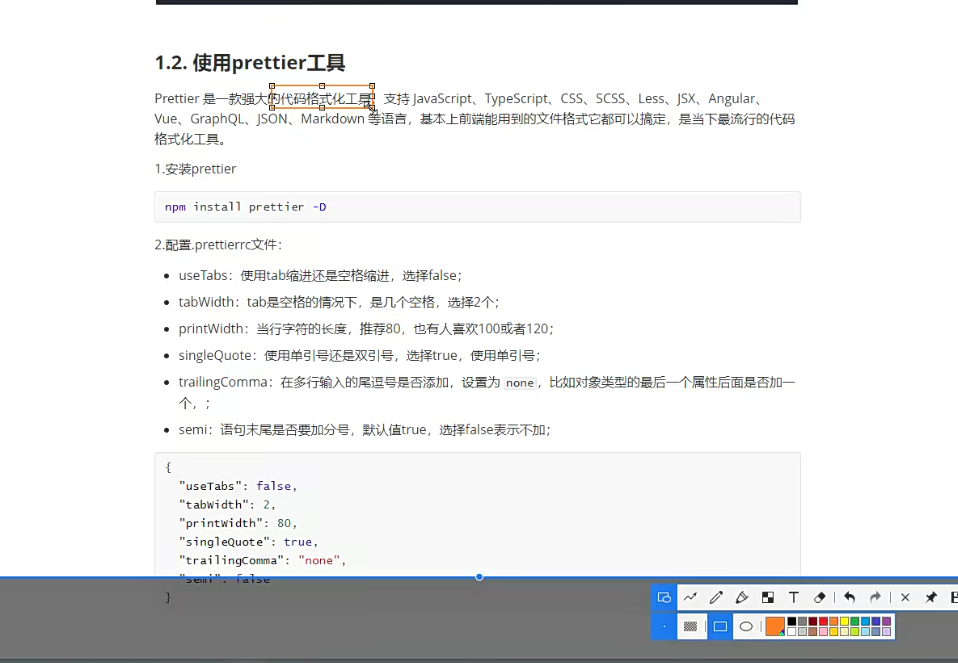 1.2. 使用prettier工具
Prettier 是一款强大的代码格式化工具，支持 JavaScript、TypeScript、CSS、SCSS、Less、JSX、Angular、
Vue、GraphQL、JSON、Markdown 等语言，基本上前端能用到的文件格式它都可以搞定，是当下最流行的代码
格式化工具。
1.安装prettier
npm install prettier -D
2.配置.prettierrc文件：
useTabs：使用tab缩进还是空格缩进，选择false；
tabWidth：tab是空格的情况下，是几个空格，选择2个；
printWidth：当行字符的长度，推荐80，也有人喜欢100或者120；
singleQuote：使用单引号还是双引号，选择true，使用单引号；
trailingComma：在多行输入的尾逗号是否添加，设置为 none，比如对象类型的最后一个属性后面是否加一
个，；
semi：语句末尾是否要加分号，默认值true，选择false表示不加；
{
"useTabs": false,
"tabWidth": 2,
"printWidth": 80,
"singleQuote": true,
"trailingComma": "none",
"semi": false
}